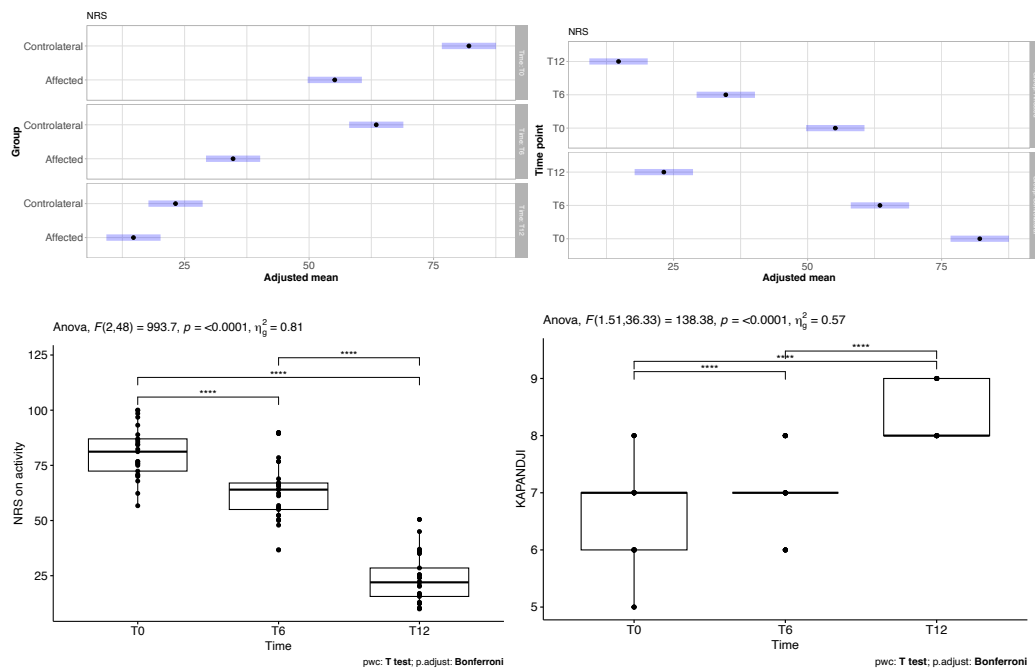 NRS
Controlateral
Affected
Time: T0
Controlateral
Affected
Time: T6
Controlateral
Affected
Time: T12
Group
25
50
75
Adjusted mean
NRS
T12
T6
T0
T12
T6
T0
Time point
25
50
75
Adjusted mean
Anova, F(2,48) = 993.7, p = <0.0001, η²g = 0.81
****
****
****
125
100
75
50
25
NRS on activity
T0
T6
T12
Time
pwc: T test; p.adjust: Bonferroni
Anova, F(1.51,36.33) = 138.38, p = <0.0001, η²g = 0.57
****
****
****
9
8
7
6
5
KAPANDJI
T0
T6
T12
Time
pwc: T test; p.adjust: Bonferroni